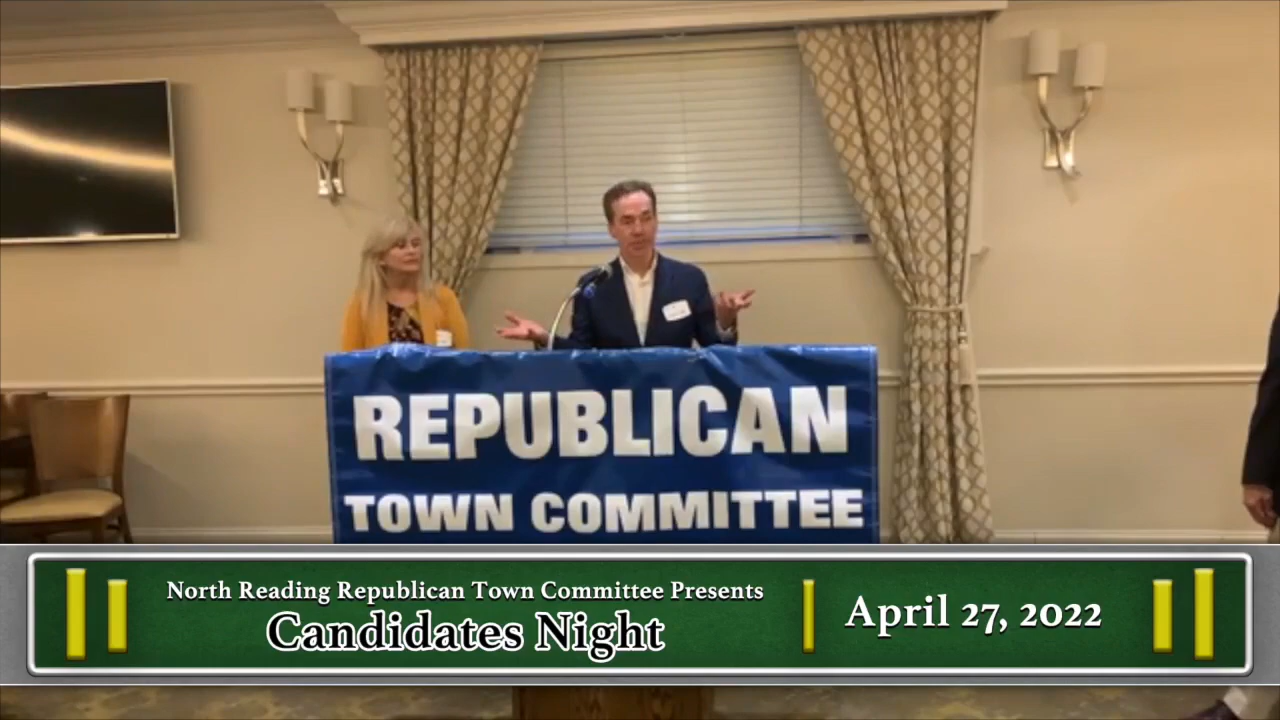 REPUBLICAN
TOWN COMMITTEE
North Reading Republican Town Committee Presents
Candidates Night
April 27, 2022